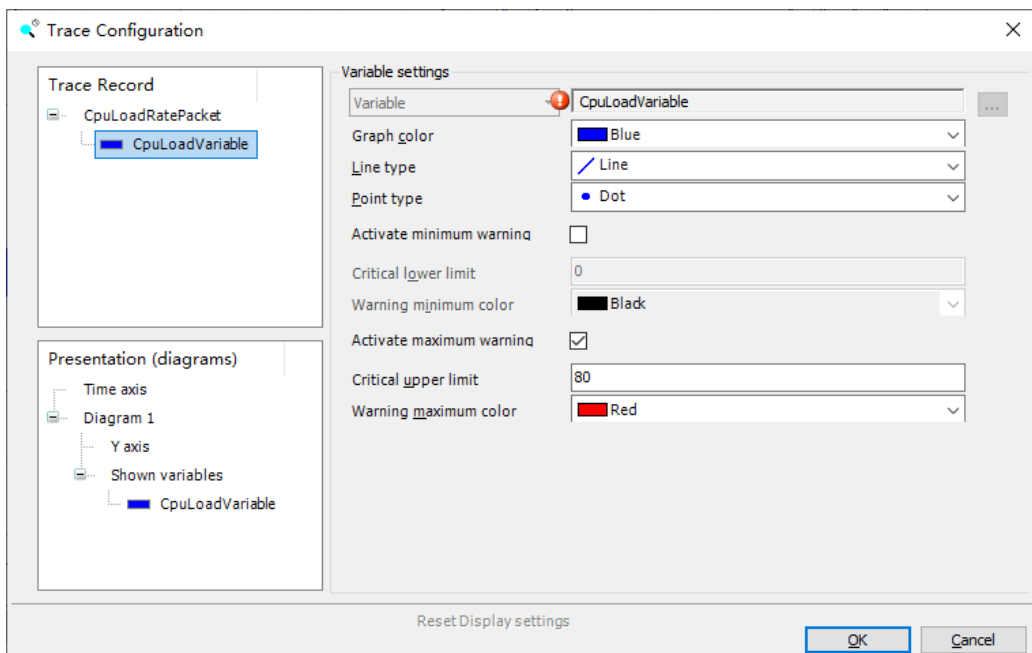 Trace Configuration
Trace Record
CpuLoadRatePacket
CpuLoadVariable
Presentation (diagrams)
Time axis
Diagram 1
Y axis
Shown variables
CpuLoadVariable
Variable settings
Variable CpuLoadVariable ...
Graph color Blue
Line type Line
Point type Dot
Activate minimum warning
Critical lower limit 0
Warning minimum color Black
Activate maximum warning
Critical upper limit 80
Warning maximum color Red
Reset Display settings
OK Cancel